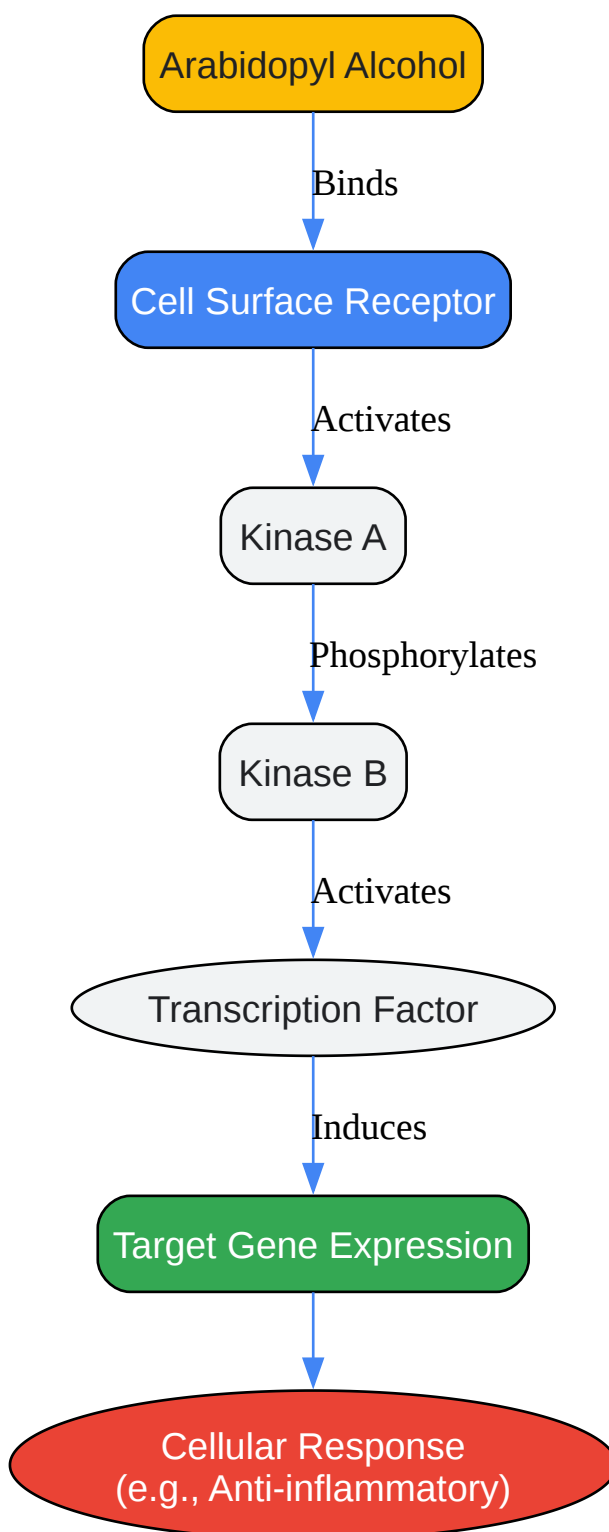 Arabidopyl Alcohol
Binds
Cell Surface Receptor
Activates
Kinase A
Phosphorylates
Kinase B
Activates
Transcription Factor
Induces
Target Gene Expression
Cellular Response
(e.g., Anti-inflammatory)